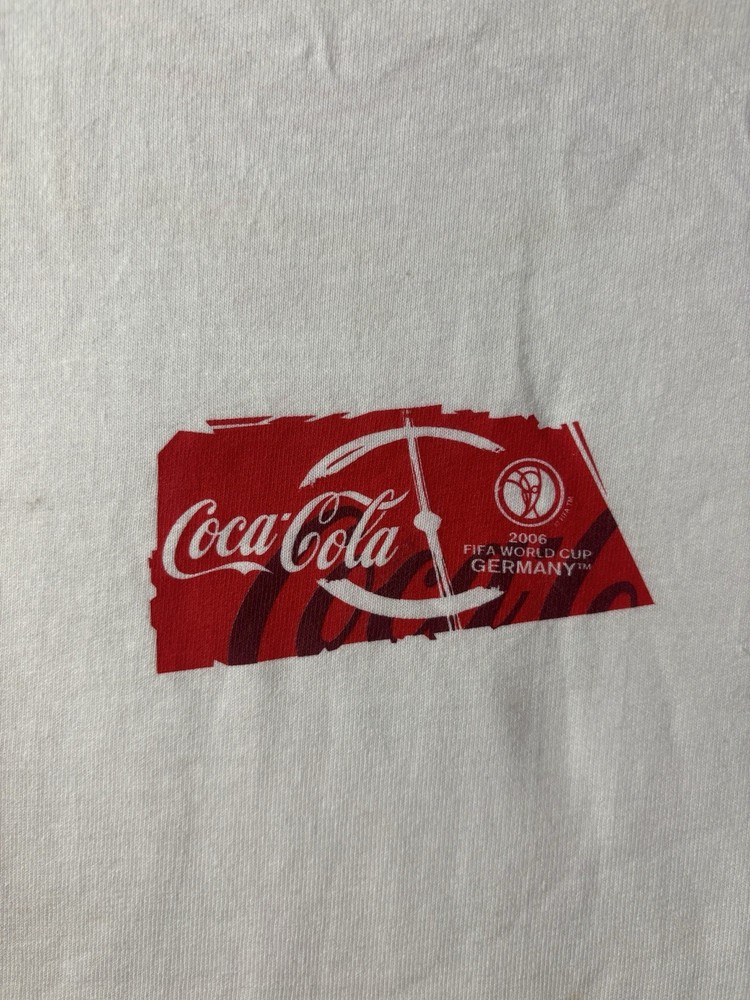 Coca-Cola
2006
FIFA WORLD CUP
GERMANY™